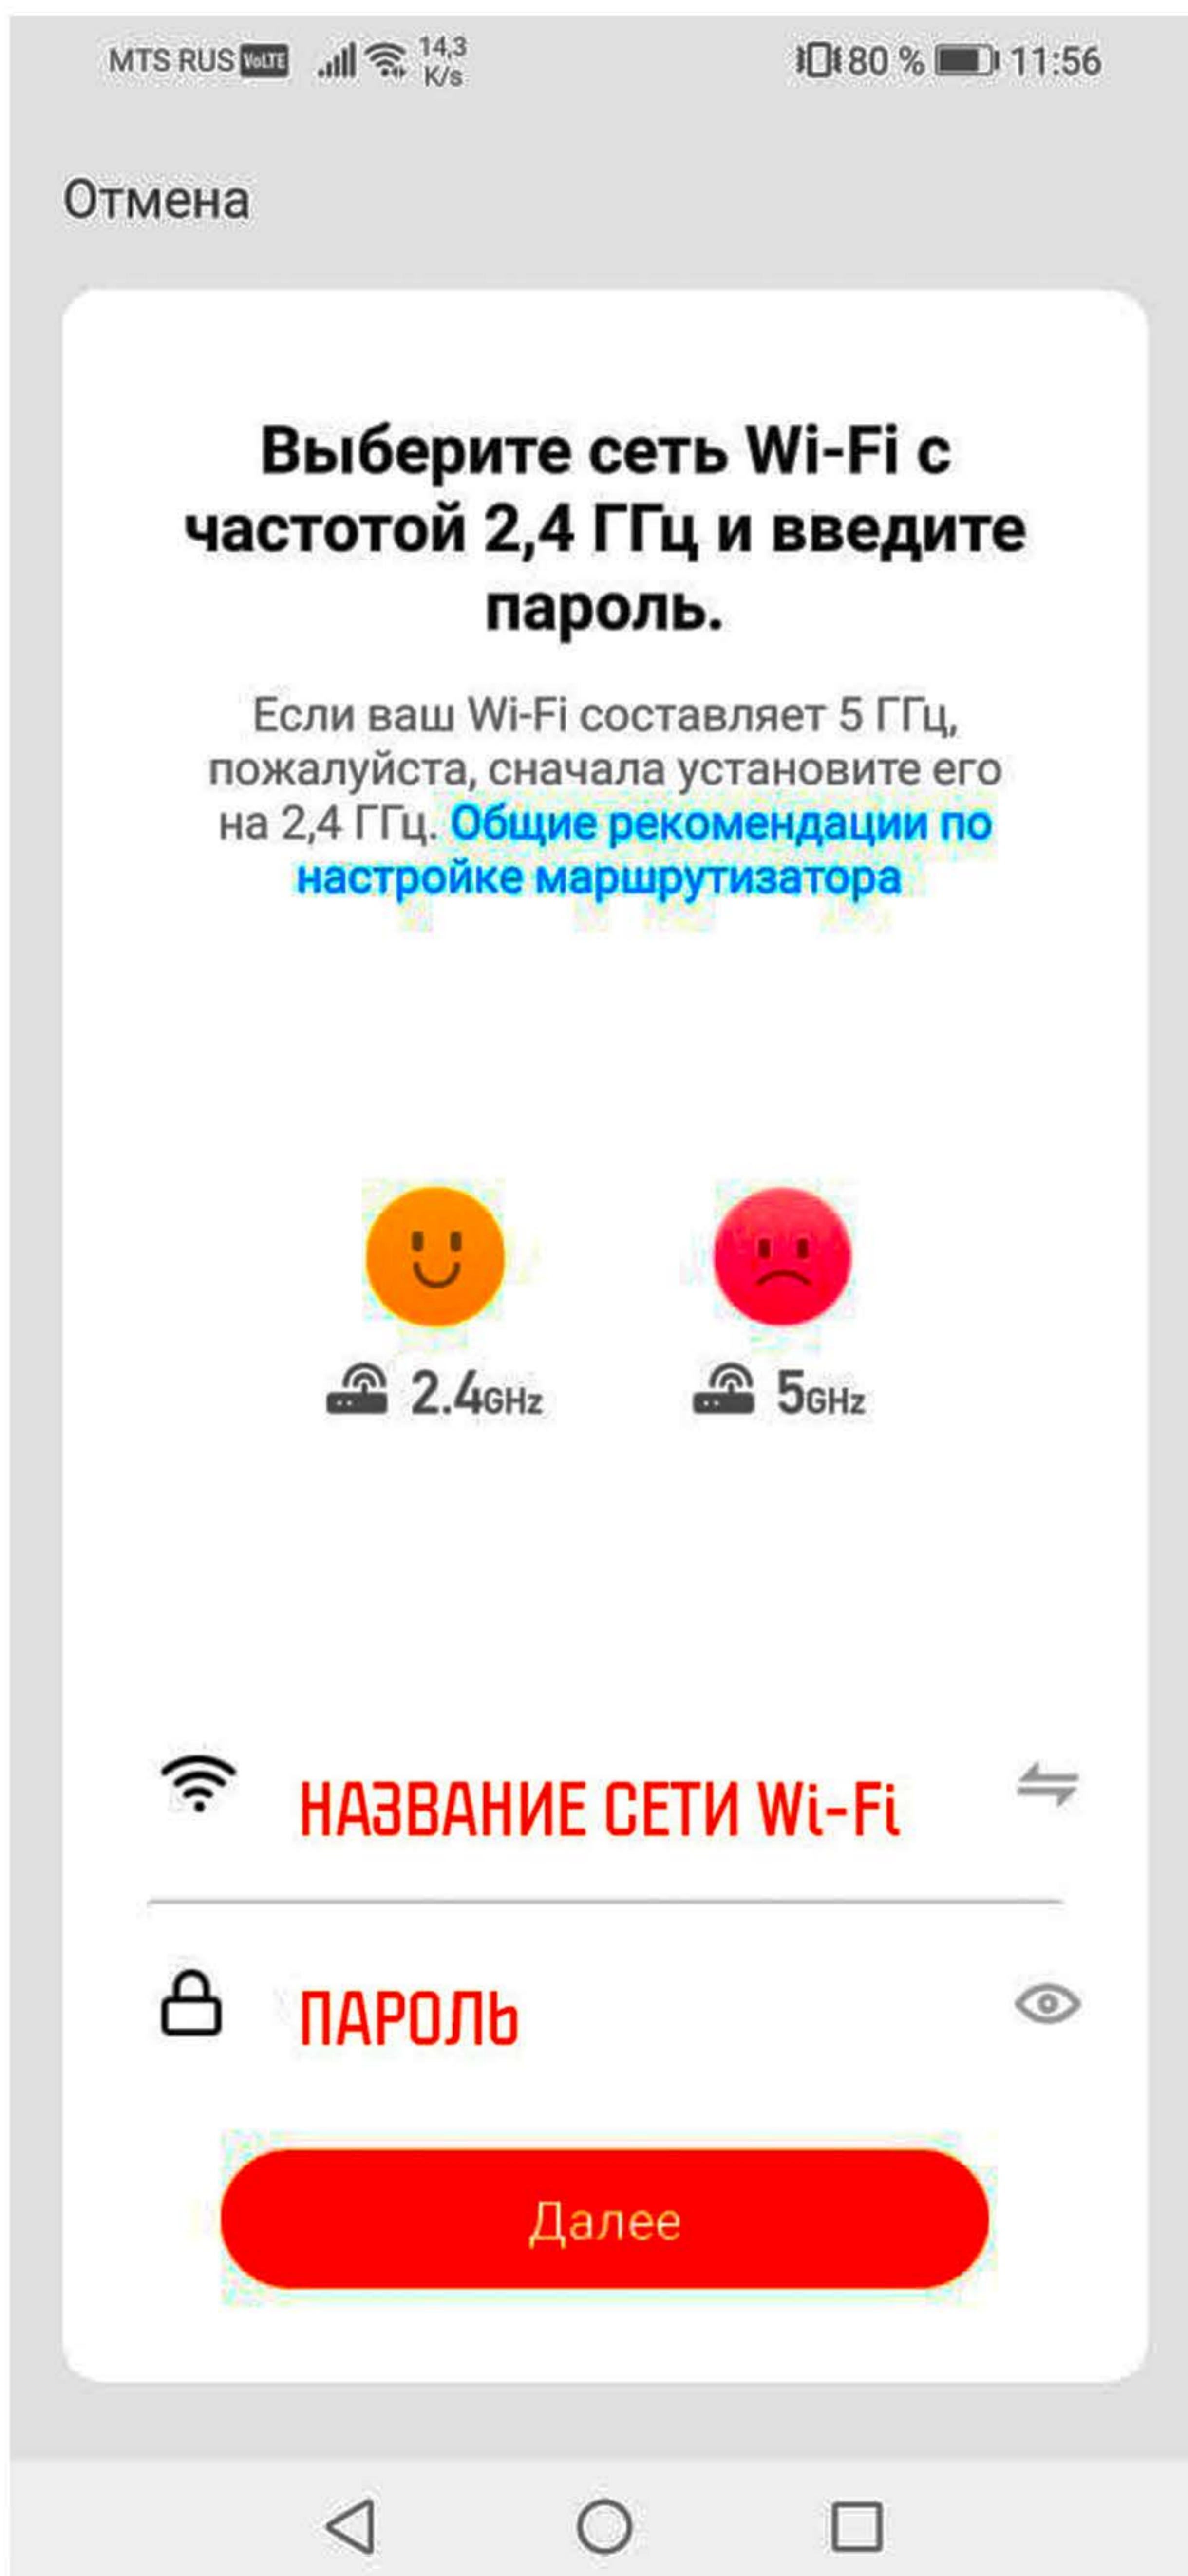 MTS RUS VoLTE 14,3 K/s 80 % 11:56
Отмена
Выберите сеть Wi-Fi с
частотой 2,4 ГГц и введите
пароль.
Если ваш Wi-Fi составляет 5 ГГц,
пожалуйста, сначала установите его
на 2,4 ГГц. Общие рекомендации по
настройке маршрутизатора
2.4GHz 5GHz
НАЗВАНИЕ СЕТИ Wi-Fi
ПАРОЛЬ
Далее